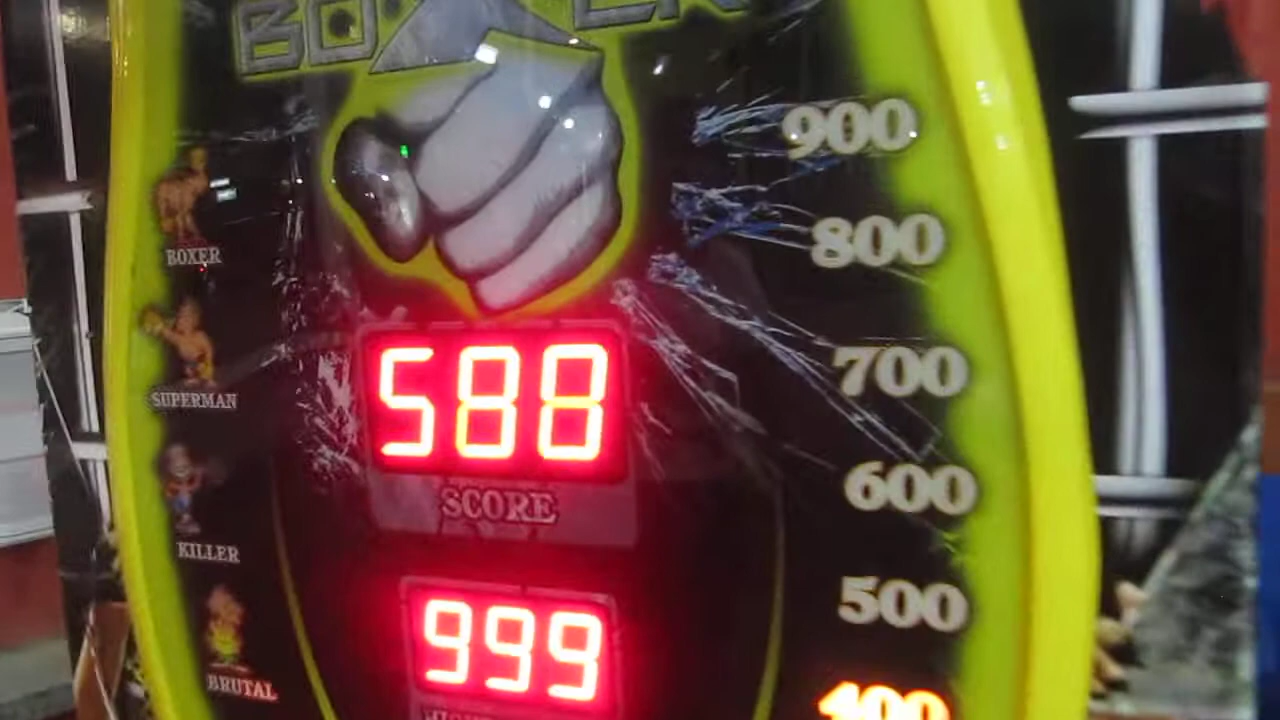 BOXER
900
BOXER
800
SUPERMAN
588
700
SCORE
600
KILLER
999
500
BRUTAL
400